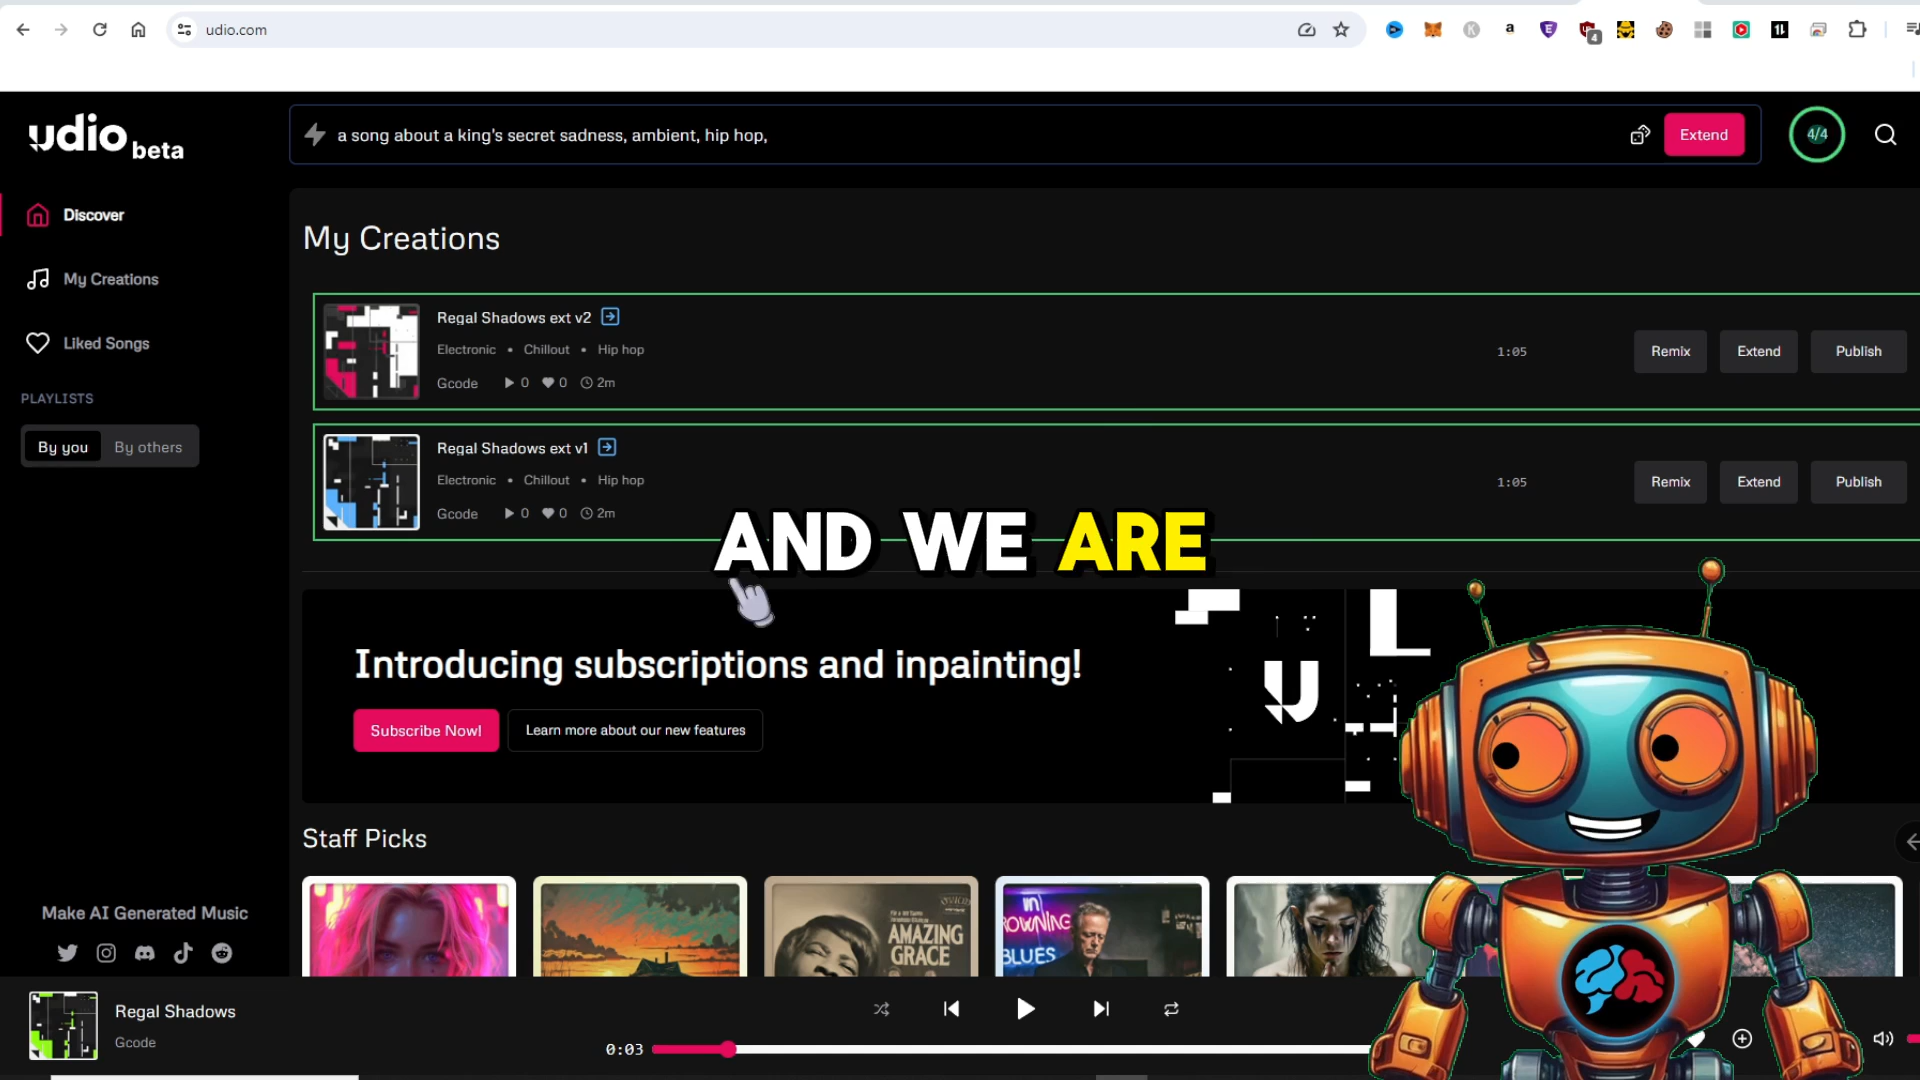 udio.com
4
udio beta
a song about a king's secret sadness, ambient, hip hop,
Extend
4/4
Discover
My Creations
Liked Songs
PLAYLISTS
By you
By others
My Creations
Regal Shadows ext v2
Electronic • Chillout • Hip hop
Gcode 0 0 2m
1:05
Remix
Extend
Publish
Regal Shadows ext v1
Electronic • Chillout • Hip hop
Gcode 0 0 2m
1:05
Remix
Extend
Publish
AND WE ARE
Introducing subscriptions and inpainting!
Subscribe Now!
Learn more about our new features
Staff Picks
AMAZING
GRACE
BLUES
Make AI Generated Music
Regal Shadows
Gcode
0:03